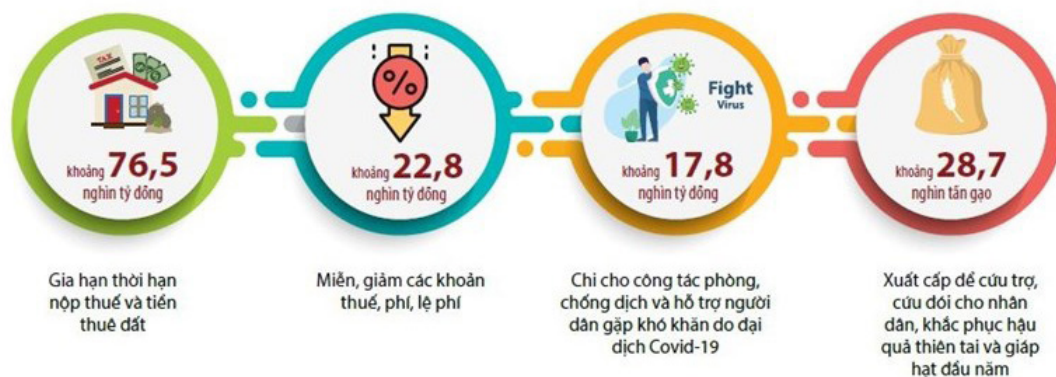 TAX
khoảng 76,5
nghìn tỷ đồng
Gia hạn thời hạn
nộp thuế và tiền
thuê đất
%
khoảng 22,8
nghìn tỷ đồng
Miễn, giảm các khoản
thuế, phí, lệ phí
Fight
Virus
khoảng 17,8
nghìn tỷ đồng
Chi cho công tác phòng,
chống dịch và hỗ trợ người
dân gặp khó khăn do đại
dịch Covid-19
khoảng 28,7
nghìn tấn gạo
Xuất cấp để cứu trợ,
cứu đói cho nhân
dân, khắc phục hậu
quả thiên tai và giáp
hạt đầu năm